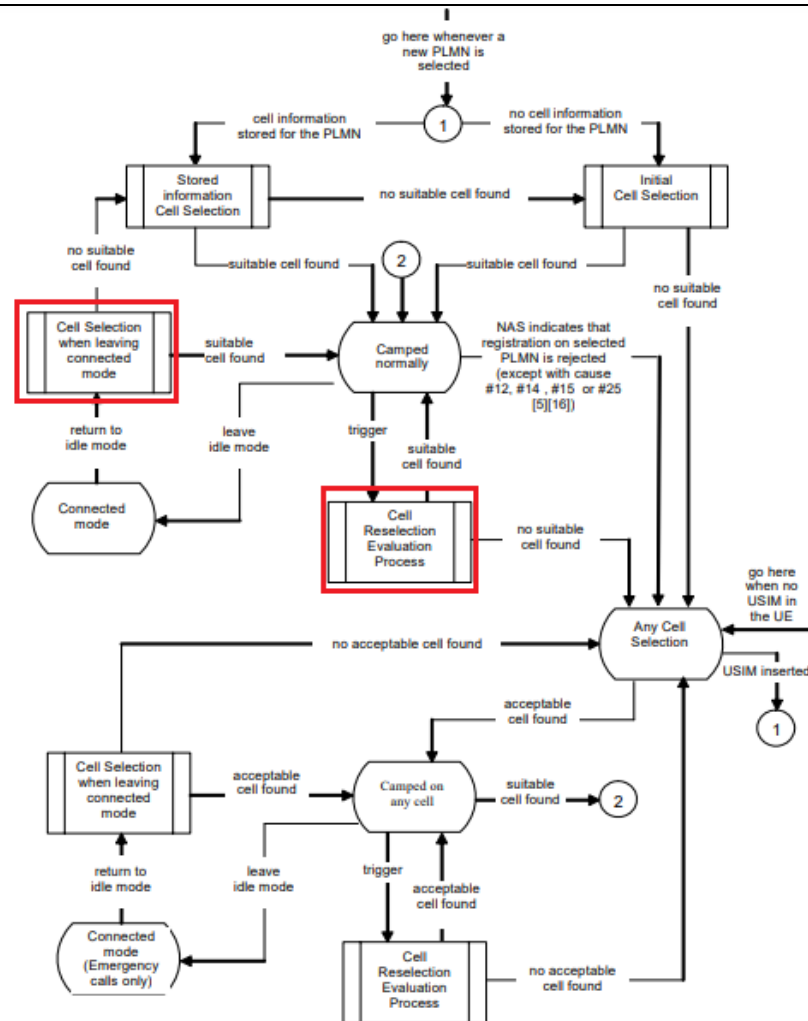 go here whenever a
new PLMN is
selected
cell information
stored for the PLMN
1
no cell information
stored for the PLMN
Stored
information
Cell Selection
no suitable cell found
Initial
Cell Selection
no suitable
cell found
suitable cell found
2
suitable cell found
no suitable
cell found
Cell Selection
when leaving
connected
mode
suitable
cell found
Camped
normally
NAS indicates that
registration on selected
PLMN is rejected
(except with cause
#12, #14 , #15 or #25
[5][16])
return to
idle mode
leave
idle mode
trigger
suitable
cell found
Connected
mode
Cell
Reselection
Evaluation
Process
no suitable
cell found
go here
when no
USIM in
the UE
no acceptable cell found
Any Cell
Selection
USIM inserted
1
acceptable
cell found
Cell Selection
when leaving
connected
mode
acceptable
cell found
Camped on
any cell
suitable
cell found
2
return to
idle mode
leave
idle mode
trigger
acceptable
cell found
Connected
mode
(Emergency
calls only)
Cell
Reselection
Evaluation
Process
no acceptable
cell found